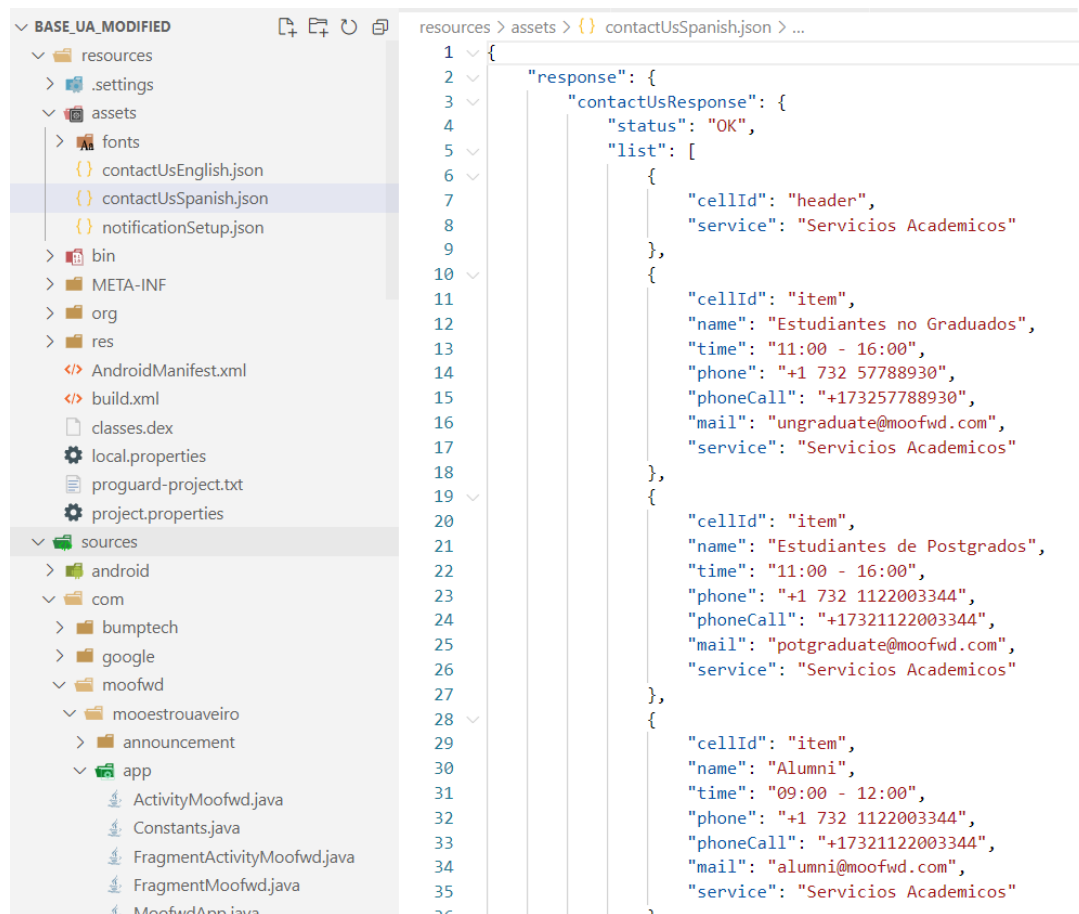 BASE_UA_MODIFIED
resources
.settings
assets
fonts
contactUsEnglish.json
contactUsSpanish.json
notificationSetup.json
bin
META-INF
org
res
AndroidManifest.xml
build.xml
classes.dex
local.properties
proguard-project.txt
project.properties
sources
android
com
bumptech
google
moofwd
mooestrouaveiro
announcement
app
ActivityMoofwd.java
Constants.java
FragmentActivityMoofwd.java
FragmentMoofwd.java
MoofwdApp.java
resources > assets > {} contactUsSpanish.json > ...
1 {
2 "response": {
3 "contactUsResponse": {
4 "status": "OK",
5 "list": [
6 {
7 "cellId": "header",
8 "service": "Servicios Academicos"
9 },
10 {
11 "cellId": "item",
12 "name": "Estudiantes no Graduados",
13 "time": "11:00 - 16:00",
14 "phone": "+1 732 57788930",
15 "phoneCall": "+173257788930",
16 "mail": "ungraduate@moofwd.com",
17 "service": "Servicios Academicos"
18 },
19 {
20 "cellId": "item",
21 "name": "Estudiantes de Postgrados",
22 "time": "11:00 - 16:00",
23 "phone": "+1 732 1122003344",
24 "phoneCall": "+17321122003344",
25 "mail": "potgraduate@moofwd.com",
26 "service": "Servicios Academicos"
27 },
28 {
29 "cellId": "item",
30 "name": "Alumni",
31 "time": "09:00 - 12:00",
32 "phone": "+1 732 1122003344",
33 "phoneCall": "+17321122003344",
34 "mail": "alumni@moofwd.com",
35 "service": "Servicios Academicos"
36 }